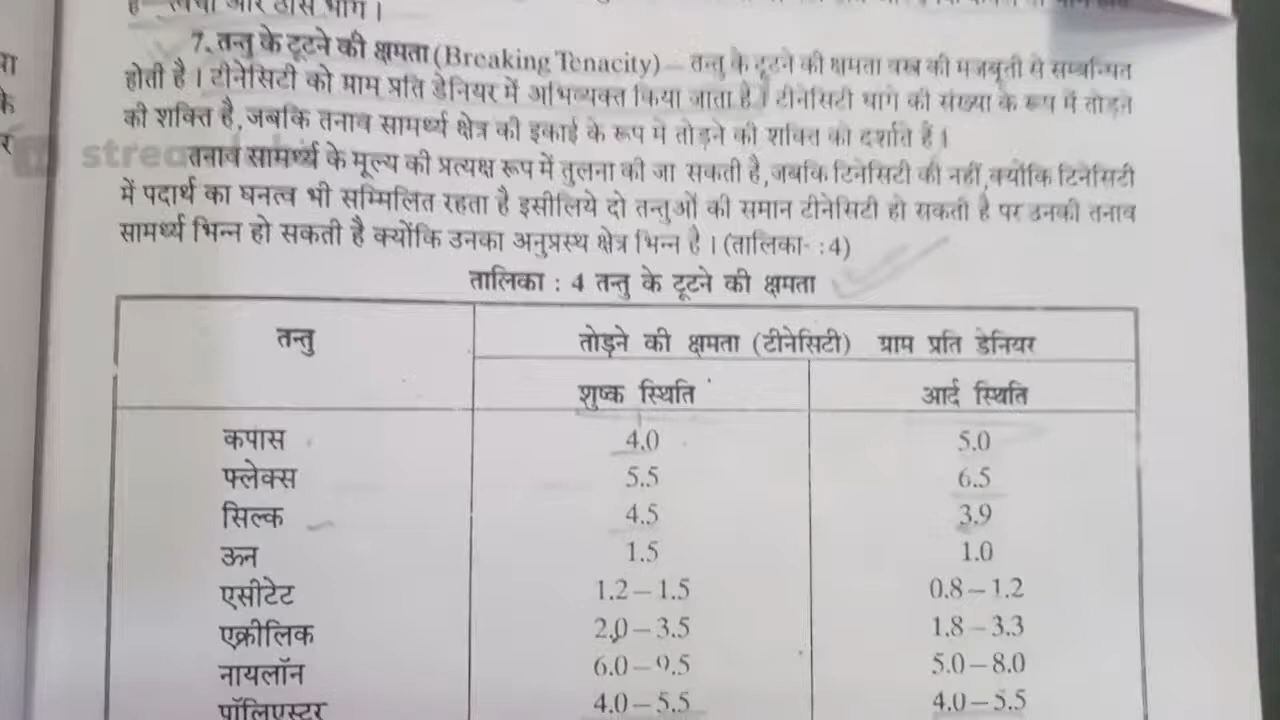 और ठोस भाग।
7. तन्तु के टूटने की क्षमता (Breaking Tenacity) – तन्तु के टूटने की क्षमता वस्त्र की मजबूती से सम्बन्धित
होती है। टीनेसिटी को ग्राम प्रति डेनियर में अभिव्यक्त किया जाता है। टीनेसिटी धागे की संख्या के रूप में तोड़ने
की शक्ति है, जबकि तनाव सामर्थ्य क्षेत्र की इकाई के रूप में तोड़ने की शक्ति को दर्शाते हैं।
तनाव सामर्थ्य के मूल्य की प्रत्यक्ष रूप में तुलना की जा सकती है, जबकि टिनेसिटी की नहीं, क्योंकि टिनेसिटी
में पदार्थ का घनत्व भी सम्मिलित रहता है इसीलिये दो तन्तुओं की समान टीनेसिटी हो सकती है पर उनकी तनाव
सामर्थ्य भिन्न हो सकती है क्योंकि उनका अनुप्रस्थ क्षेत्र भिन्न है। (तालिका- :4)
तालिका : 4 तन्तु के टूटने की क्षमता
तन्तु तोड़ने की क्षमता (टीनेसिटी) ग्राम प्रति डेनियर
शुष्क स्थिति आर्द स्थिति
कपास 4.0 5.0
फ्लेक्स 5.5 6.5
सिल्क 4.5 3.9
ऊन 1.5 1.0
एसीटेट 1.2 – 1.5 0.8 – 1.2
एक्रीलिक 2.0 – 3.5 1.8 – 3.3
नायलॉन 6.0 – 9.5 5.0 – 8.0
पॉलिएस्टर 4.0 – 5.5 4.0 – 5.5